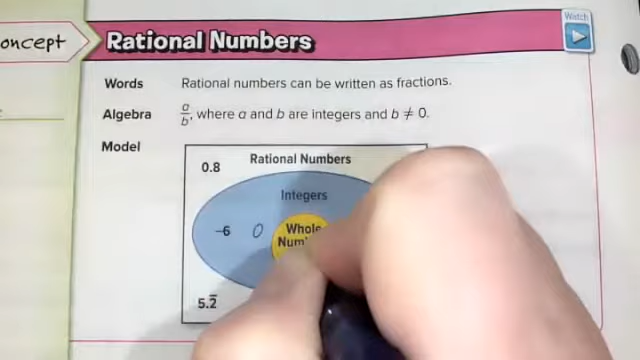 Watch
oncept
Rational Numbers
Words Rational numbers can be written as fractions.
Algebra a/b, where a and b are integers and b ≠ 0.
Model
0.8 Rational Numbers
Integers
-6 0 Whole
Num
5.2̅